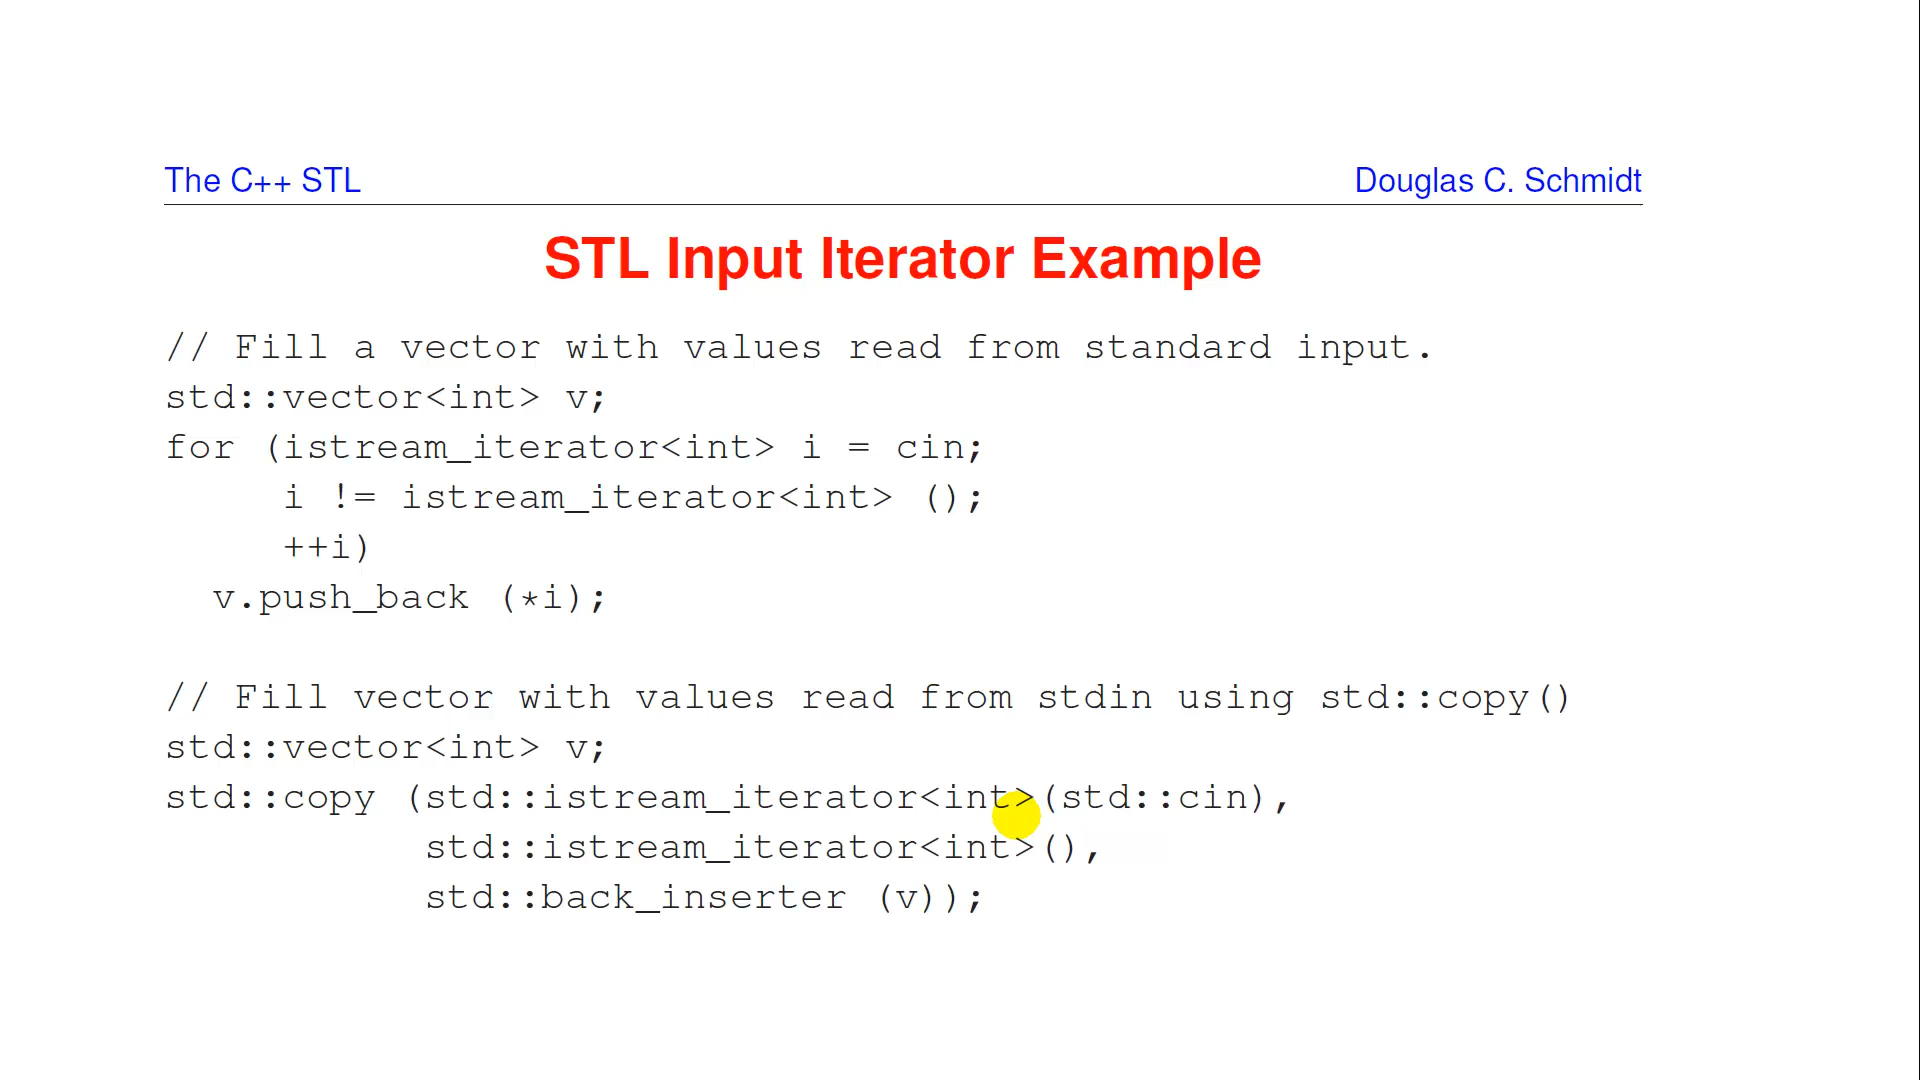 The C++ STL
Douglas C. Schmidt
STL Input Iterator Example
// Fill a vector with values read from standard input.
std::vector<int> v;
for (istream_iterator<int> i = cin;
     i != istream_iterator<int> ();
     ++i)
  v.push_back (*i);
// Fill vector with values read from stdin using std::copy()
std::vector<int> v;
std::copy (std::istream_iterator<int>(std::cin),
           std::istream_iterator<int>(),
           std::back_inserter (v));